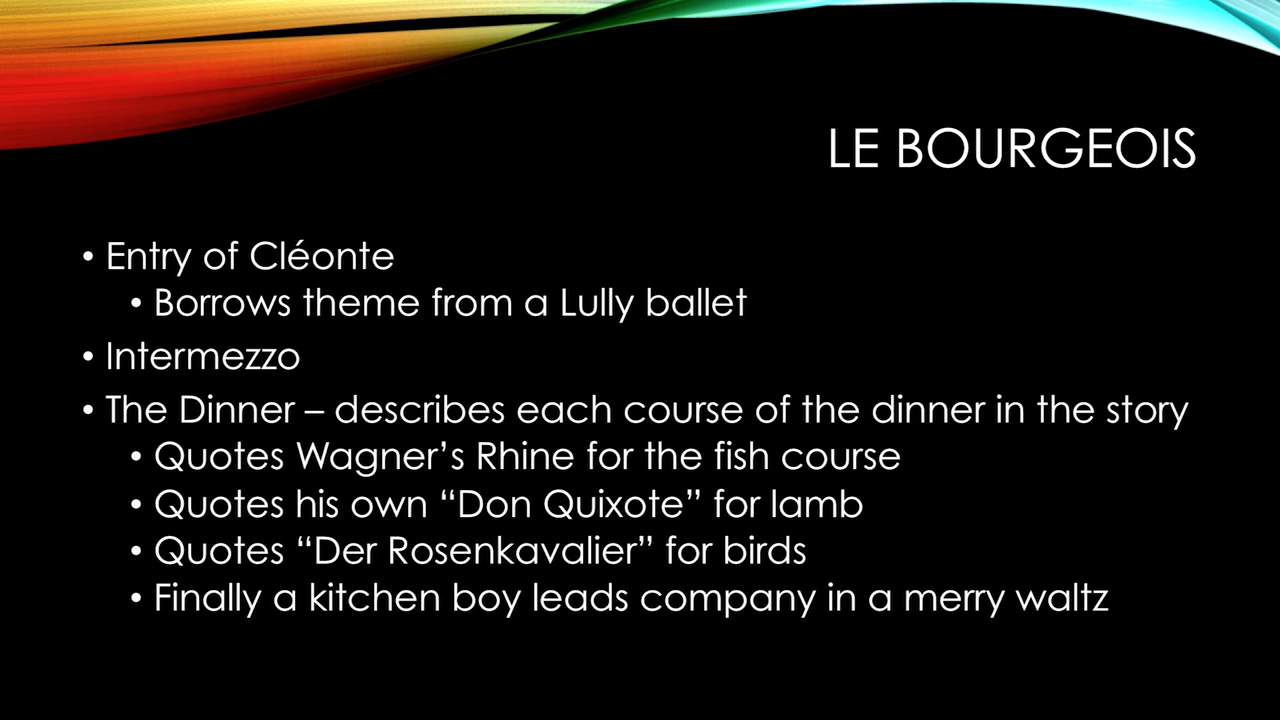 LE BOURGEOIS
• Entry of Cléonte
• Borrows theme from a Lully ballet
• Intermezzo
• The Dinner – describes each course of the dinner in the story
• Quotes Wagner’s Rhine for the fish course
• Quotes his own “Don Quixote” for lamb
• Quotes “Der Rosenkavalier” for birds
• Finally a kitchen boy leads company in a merry waltz